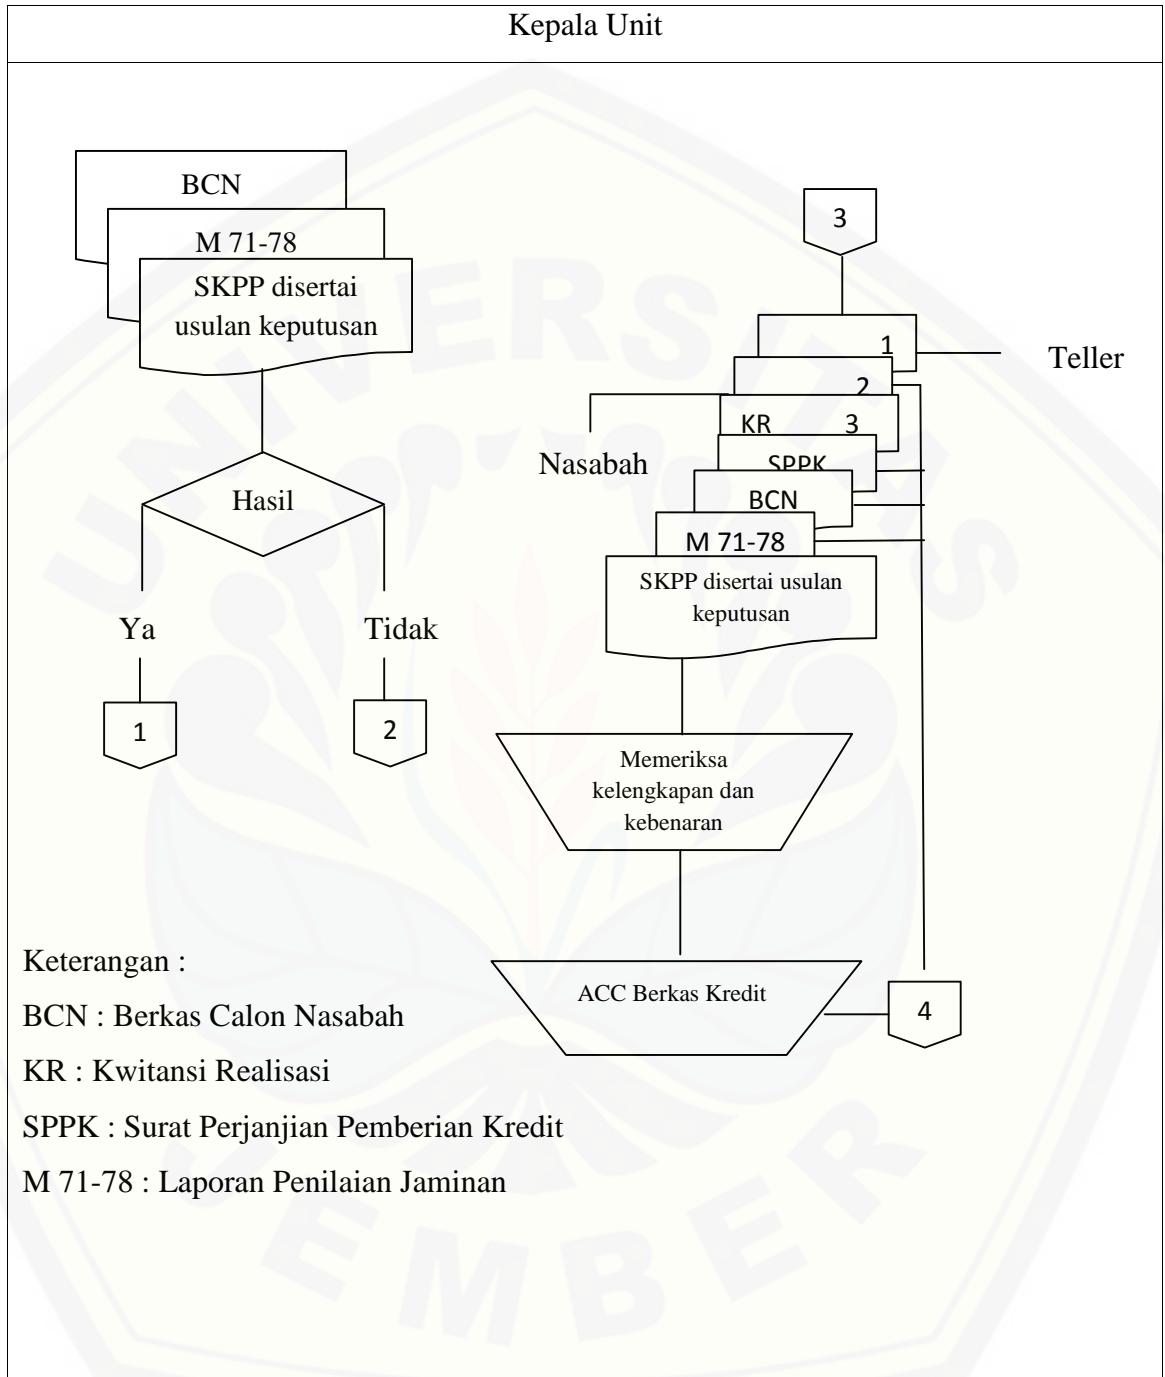 Kepala Unit
BCN
M 71-78
SKPP disertai
usulan keputusan
Hasil
Ya
Tidak
1
2
3
1
Teller
2
KR 3
Nasabah
SPPK
BCN
M 71-78
SKPP disertai usulan
keputusan
Memeriksa
kelengkapan dan
kebenaran
ACC Berkas Kredit
4
Keterangan :
BCN : Berkas Calon Nasabah
KR : Kwitansi Realisasi
SPPK : Surat Perjanjian Pemberian Kredit
M 71-78 : Laporan Penilaian Jaminan
UNIVERSITAS
JEMBER